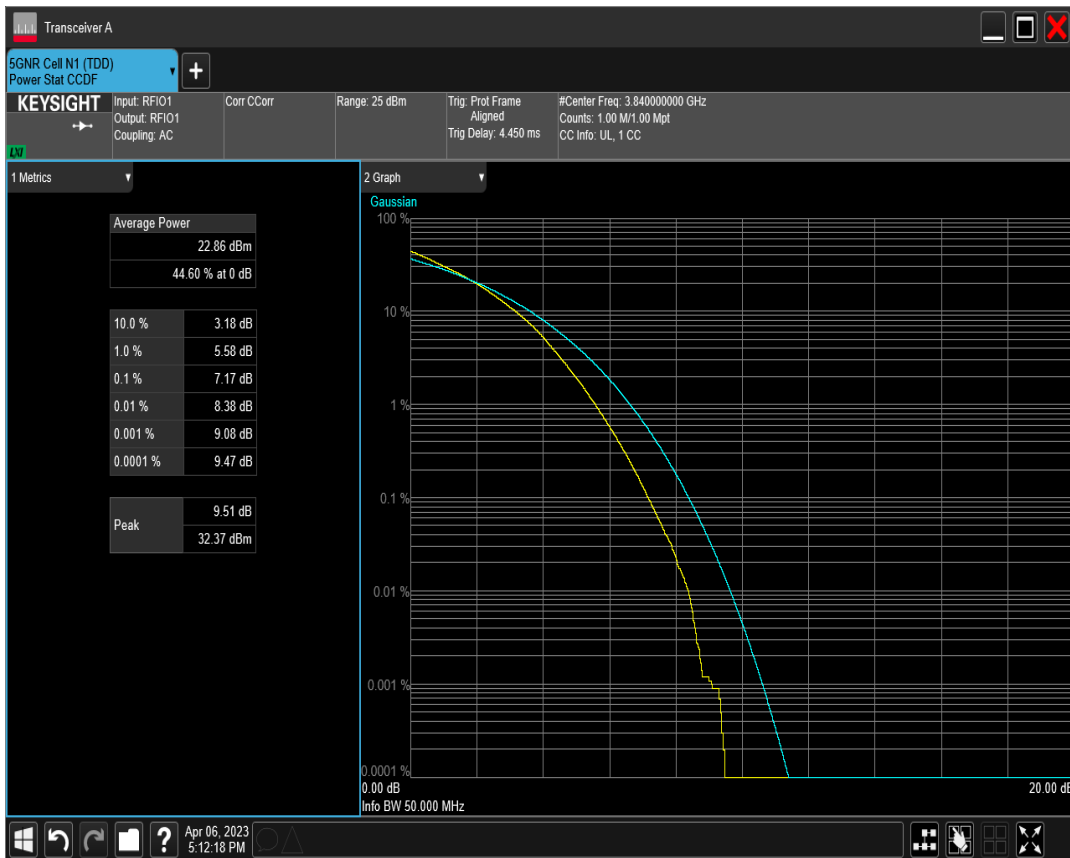 Transceiver A
5GNR Cell N1 (TDD)
Power Stat CCDF
+
KEYSIGHT
LXI
Input: RFIO1
Output: RFIO1
Coupling: AC
Corr CCorr
Range: 25 dBm
Trig: Prot Frame
Aligned
Trig Delay: 4.450 ms
#Center Freq: 3.840000000 GHz
Counts: 1.00 M/1.00 Mpt
CC Info: UL, 1 CC
1 Metrics
Average Power
22.86 dBm
44.60 % at 0 dB
10.0 % 3.18 dB
1.0 % 5.58 dB
0.1 % 7.17 dB
0.01 % 8.38 dB
0.001 % 9.08 dB
0.0001 % 9.47 dB
Peak
9.51 dB
32.37 dBm
2 Graph
Gaussian
100 %
10 %
1 %
0.1 %
0.01 %
0.001 %
0.0001 %
0.00 dB 20.00 dB
Info BW 50.000 MHz
?
Apr 06, 2023
5:12:18 PM